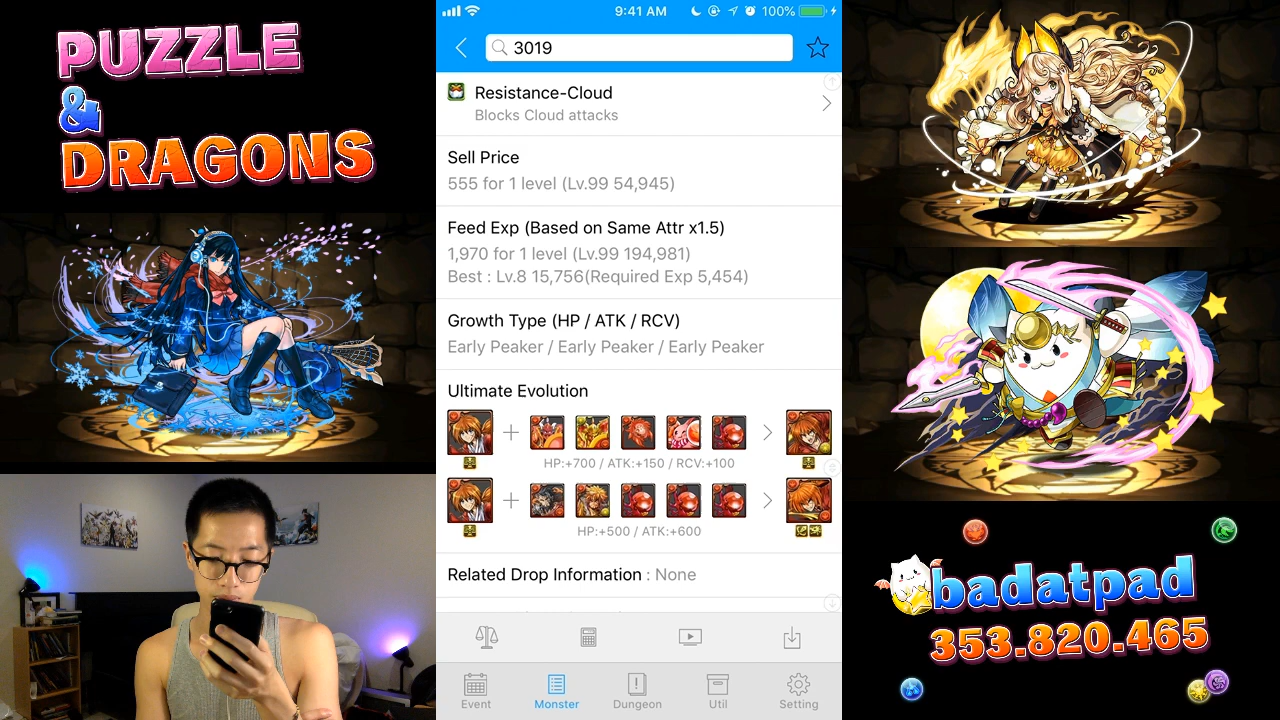 PUZZLE
&
DRAGONS
9:41 AM
100%
3019
Resistance-Cloud
Blocks Cloud attacks
Sell Price
555 for 1 level (Lv.99 54,945)
Feed Exp (Based on Same Attr x1.5)
1,970 for 1 level (Lv.99 194,981)
Best : Lv.8 15,756(Required Exp 5,454)
Growth Type (HP / ATK / RCV)
Early Peaker / Early Peaker / Early Peaker
Ultimate Evolution
HP:+700 / ATK:+150 / RCV:+100
HP:+500 / ATK:+600
Related Drop Information : None
Event
Monster
Dungeon
Util
Setting
badatpad
353.820.465